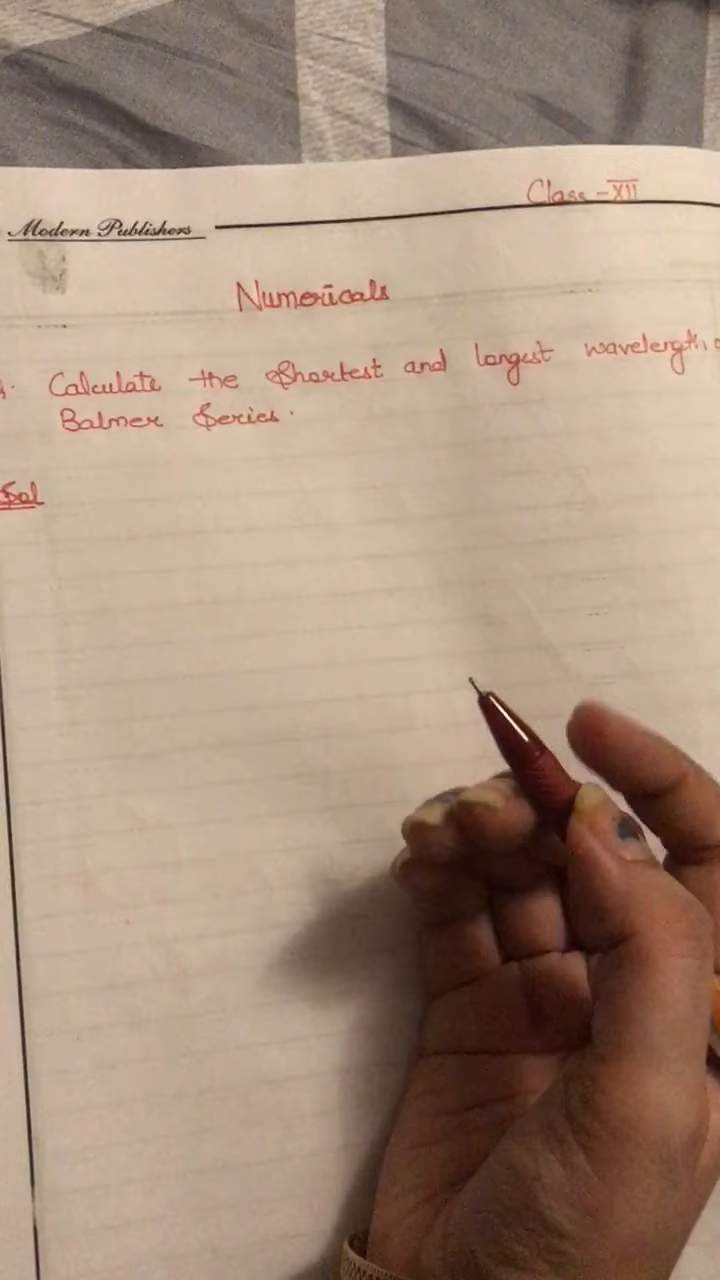 Class - XII
Modern Publishers
Numericals
Calculate the Shortest and longest wavelength
Balmer Series.
Sol